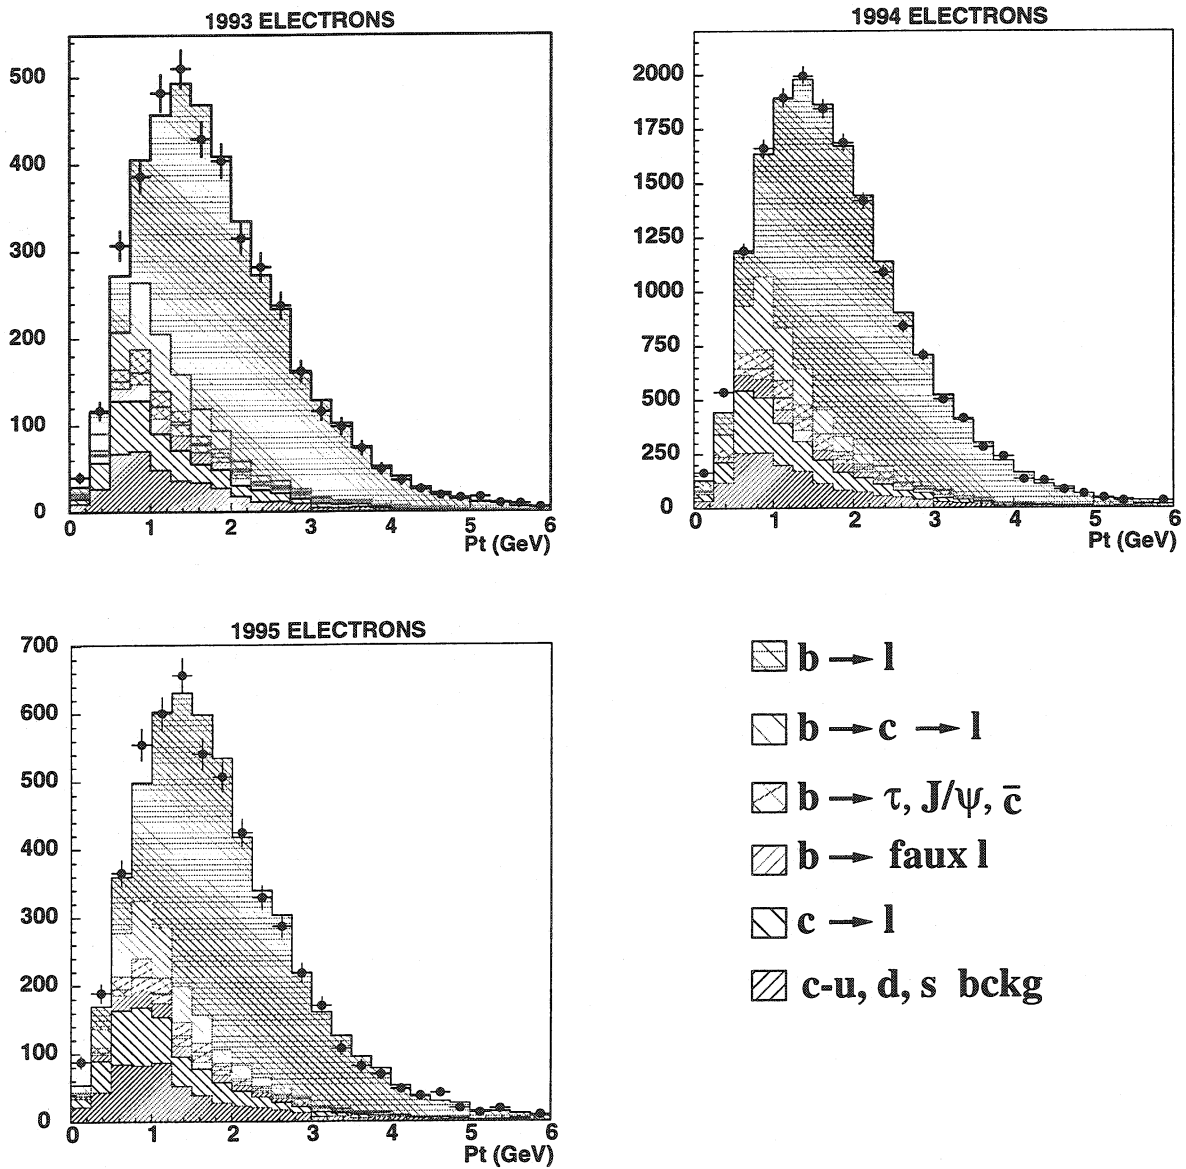 1993 ELECTRONS
500
400
300
200
100
0
0 1 2 3 4 5 6
Pt (GeV)
1994 ELECTRONS
2000
1750
1500
1250
1000
750
500
250
0
0 1 2 3 4 5 6
Pt (GeV)
1995 ELECTRONS
700
600
500
400
300
200
100
0
0 1 2 3 4 5 6
Pt (GeV)
b → l
b → c → l
b → τ, J/ψ, c̄
b → faux l
c → l
c-u, d, s bckg